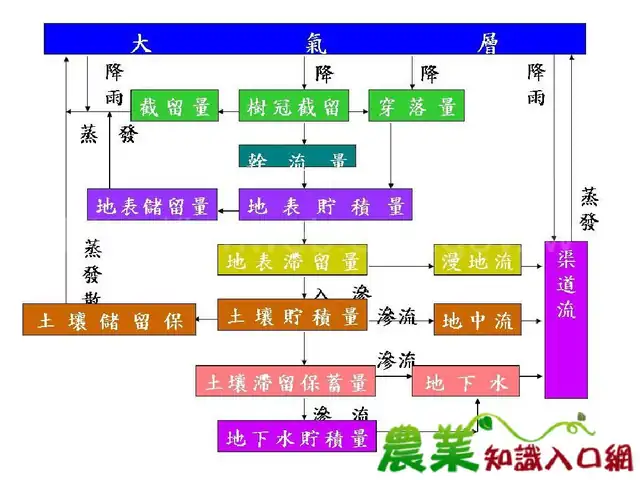 大 氣 層
降雨
降
降
降雨
截留量
樹冠截留
穿落量
蒸 發
幹 流 量
地表儲留量
地 表 貯 積 量
蒸發
蒸發散
地表滯留量
漫地流
渠道流
入 滲
土 壤 儲 留 保
土壤貯積量
滲流
地中流
滲流
土壤滯留保蓄量
地 下 水
滲 流
地下水貯積量
農業
知識入口網